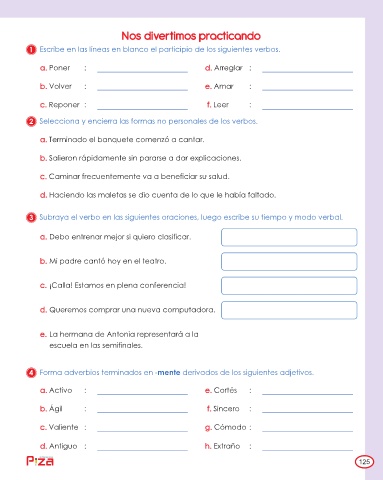 Nos divertimos practicando
1 Escribe en las líneas en blanco el participio de los siguientes verbos.
a. Poner : d. Arreglar :
b. Volver : e. Amar :
c. Reponer : f. Leer :
2 Selecciona y encierra las formas no personales de los verbos.
a. Terminado el banquete comenzó a cantar.
b. Salieron rápidamente sin pararse a dar explicaciones.
c. Caminar frecuentemente va a beneficiar su salud.
d. Haciendo las maletas se dio cuenta de lo que le había faltado.
3 Subraya el verbo en las siguientes oraciones, luego escribe su tiempo y modo verbal.
a. Debo entrenar mejor si quiero clasificar.
b. Mi padre cantó hoy en el teatro.
c. ¡Calla! Estamos en plena conferencia!
d. Queremos comprar una nueva computadora.
e. La hermana de Antonia representará a la
escuela en las semifinales.
4 Forma adverbios terminados en -mente derivados de los siguientes adjetivos.
a. Activo : e. Cortés :
b. Ágil : f. Sincero :
c. Valiente : g. Cómodo :
d. Antiguo : h. Extraño :
P:za 125